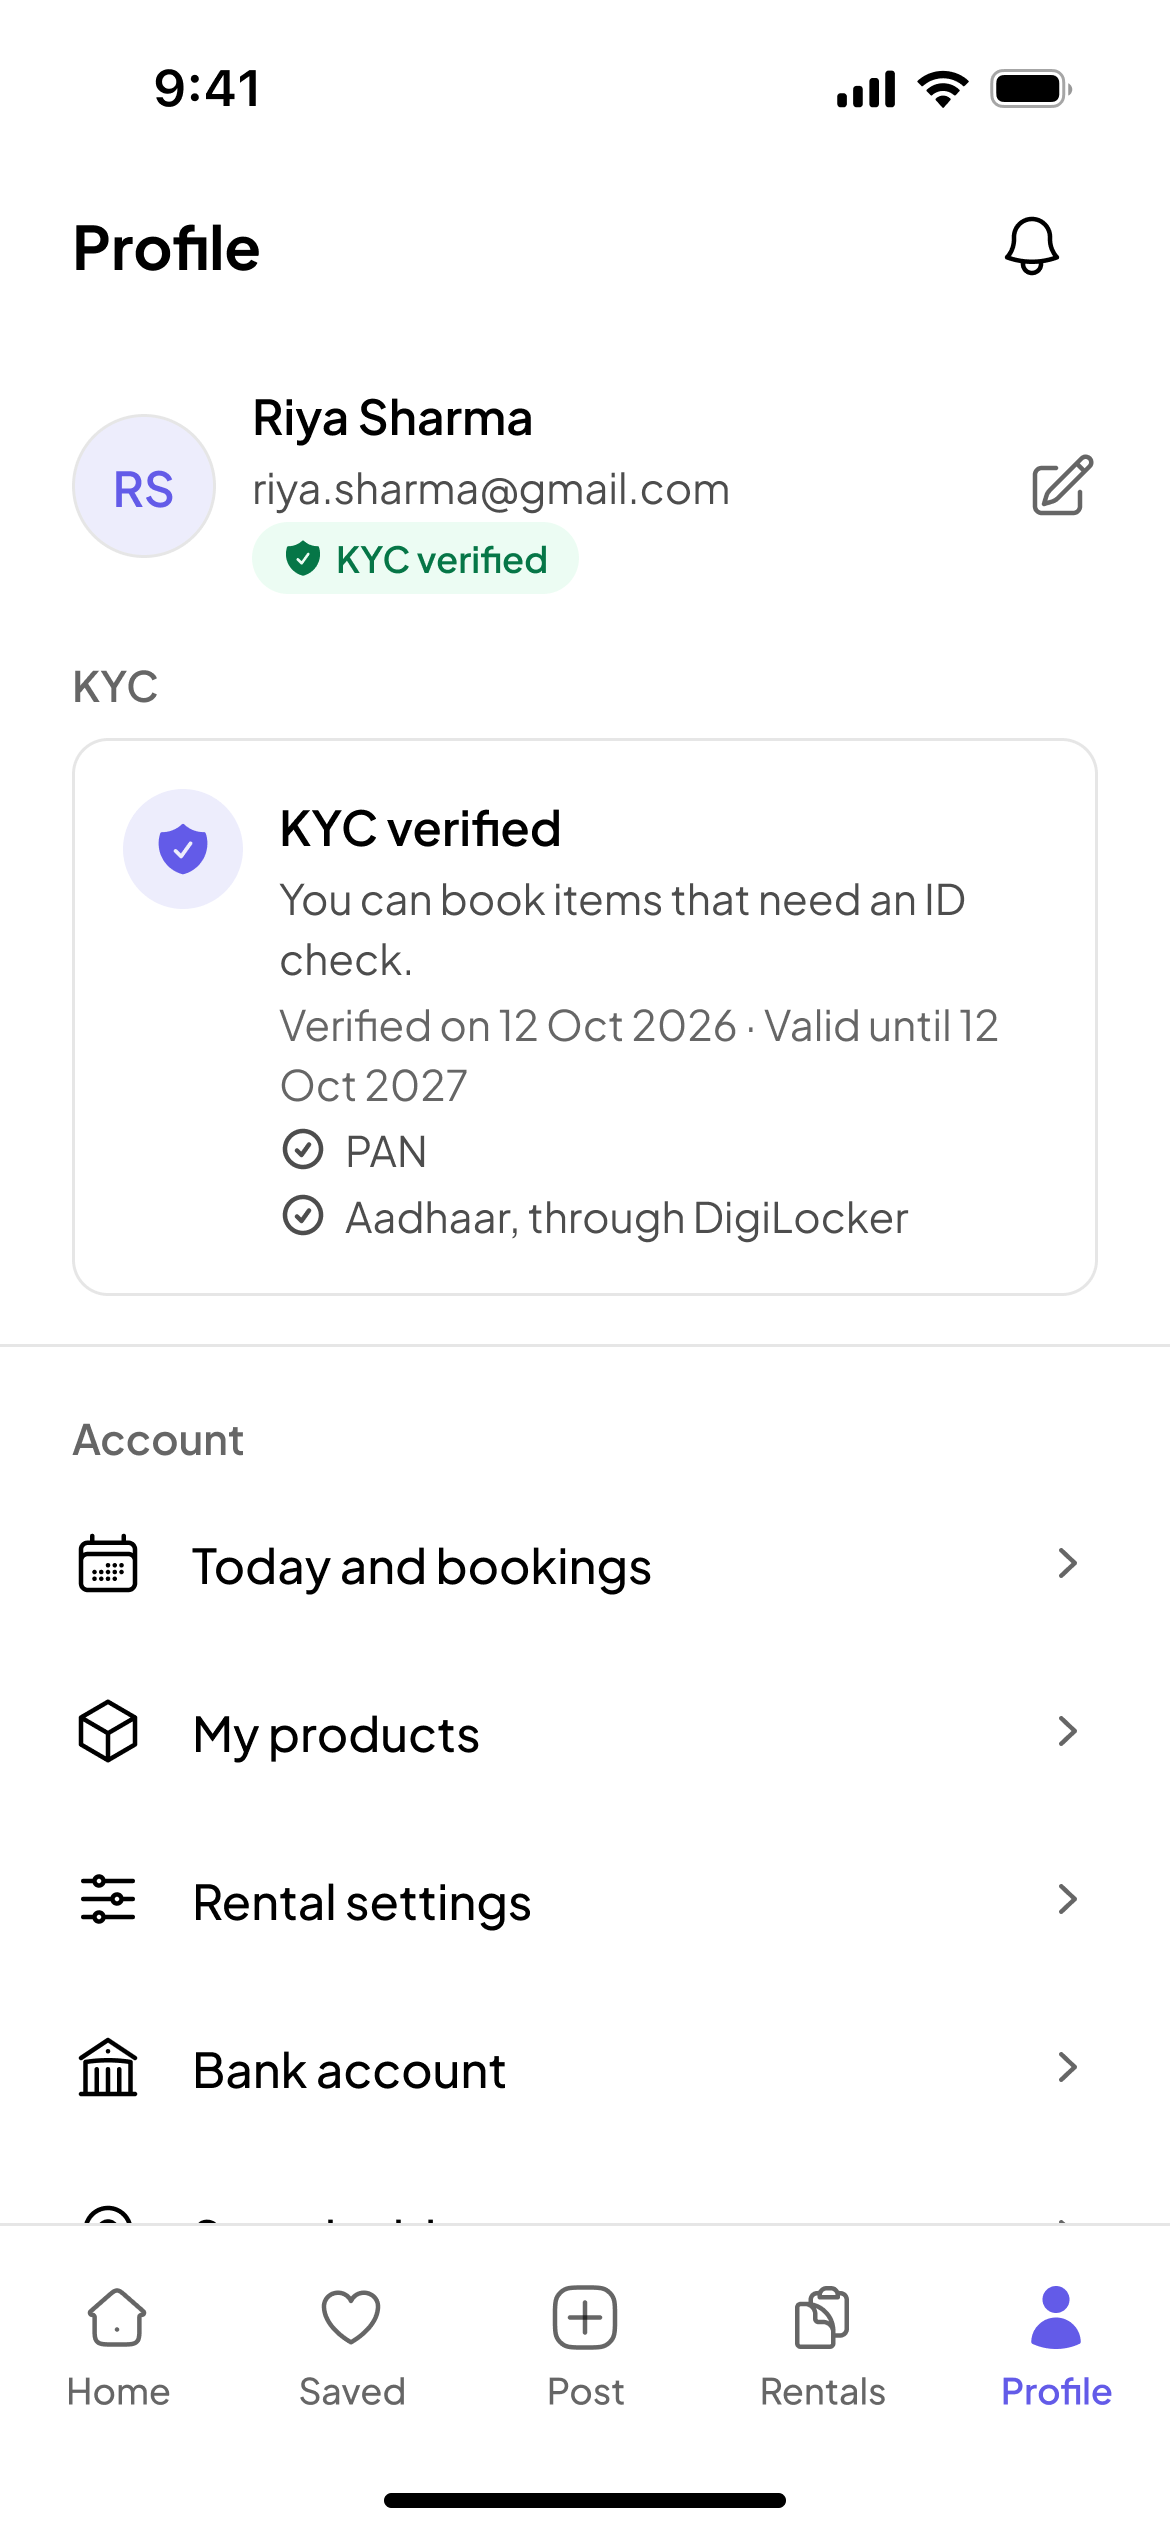 9:41
Profile
Riya Sharma
RS
riya.sharma@gmail.com
KYC verified
KYC
KYC verified
You can book items that need an ID
check.
Verified on 12 Oct 2026 · Valid until 12
Oct 2027
PAN
Aadhaar, through DigiLocker
Account
Today and bookings
My products
Rental settings
Bank account
Home
Saved
Post
Rentals
Profile